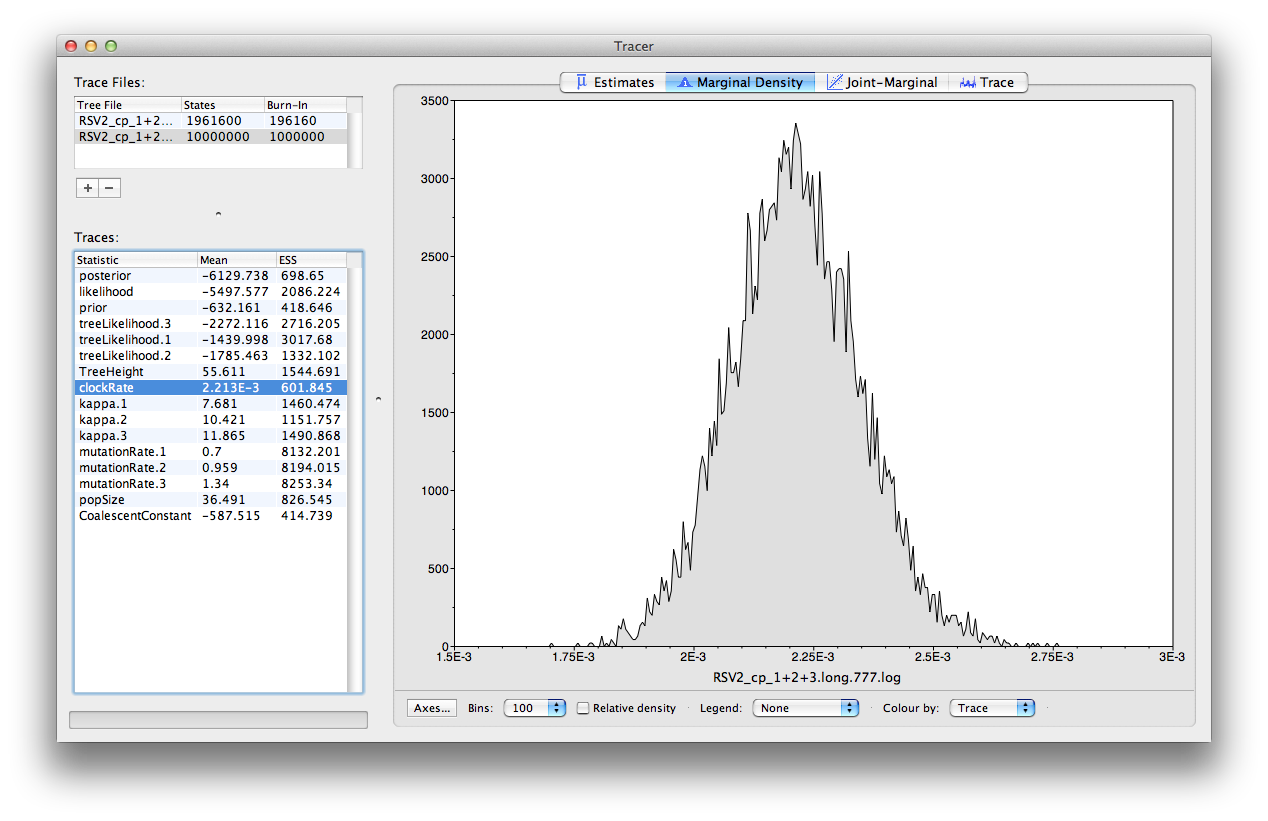 Tracer
Trace Files:
Tree File States Burn-In
RSV2_cp_1+2... 1961600 196160
RSV2_cp_1+2... 10000000 1000000
+ −
Traces:
Statistic Mean ESS
posterior -6129.738 698.65
likelihood -5497.577 2086.224
prior -632.161 418.646
treeLikelihood.3 -2272.116 2716.205
treeLikelihood.1 -1439.998 3017.68
treeLikelihood.2 -1785.463 1332.102
TreeHeight 55.611 1544.691
clockRate 2.213E-3 601.845
kappa.1 7.681 1460.474
kappa.2 10.421 1151.757
kappa.3 11.865 1490.868
mutationRate.1 0.7 8132.201
mutationRate.2 0.959 8194.015
mutationRate.3 1.34 8253.34
popSize 36.491 826.545
CoalescentConstant -587.515 414.739
μ Estimates Marginal Density Joint-Marginal Trace
3500
3000
2500
2000
1500
1000
500
0
1.5E-3 1.75E-3 2E-3 2.25E-3 2.5E-3 2.75E-3 3E-3
RSV2_cp_1+2+3.long.777.log
Axes... Bins: 100 Relative density Legend: None Colour by: Trace